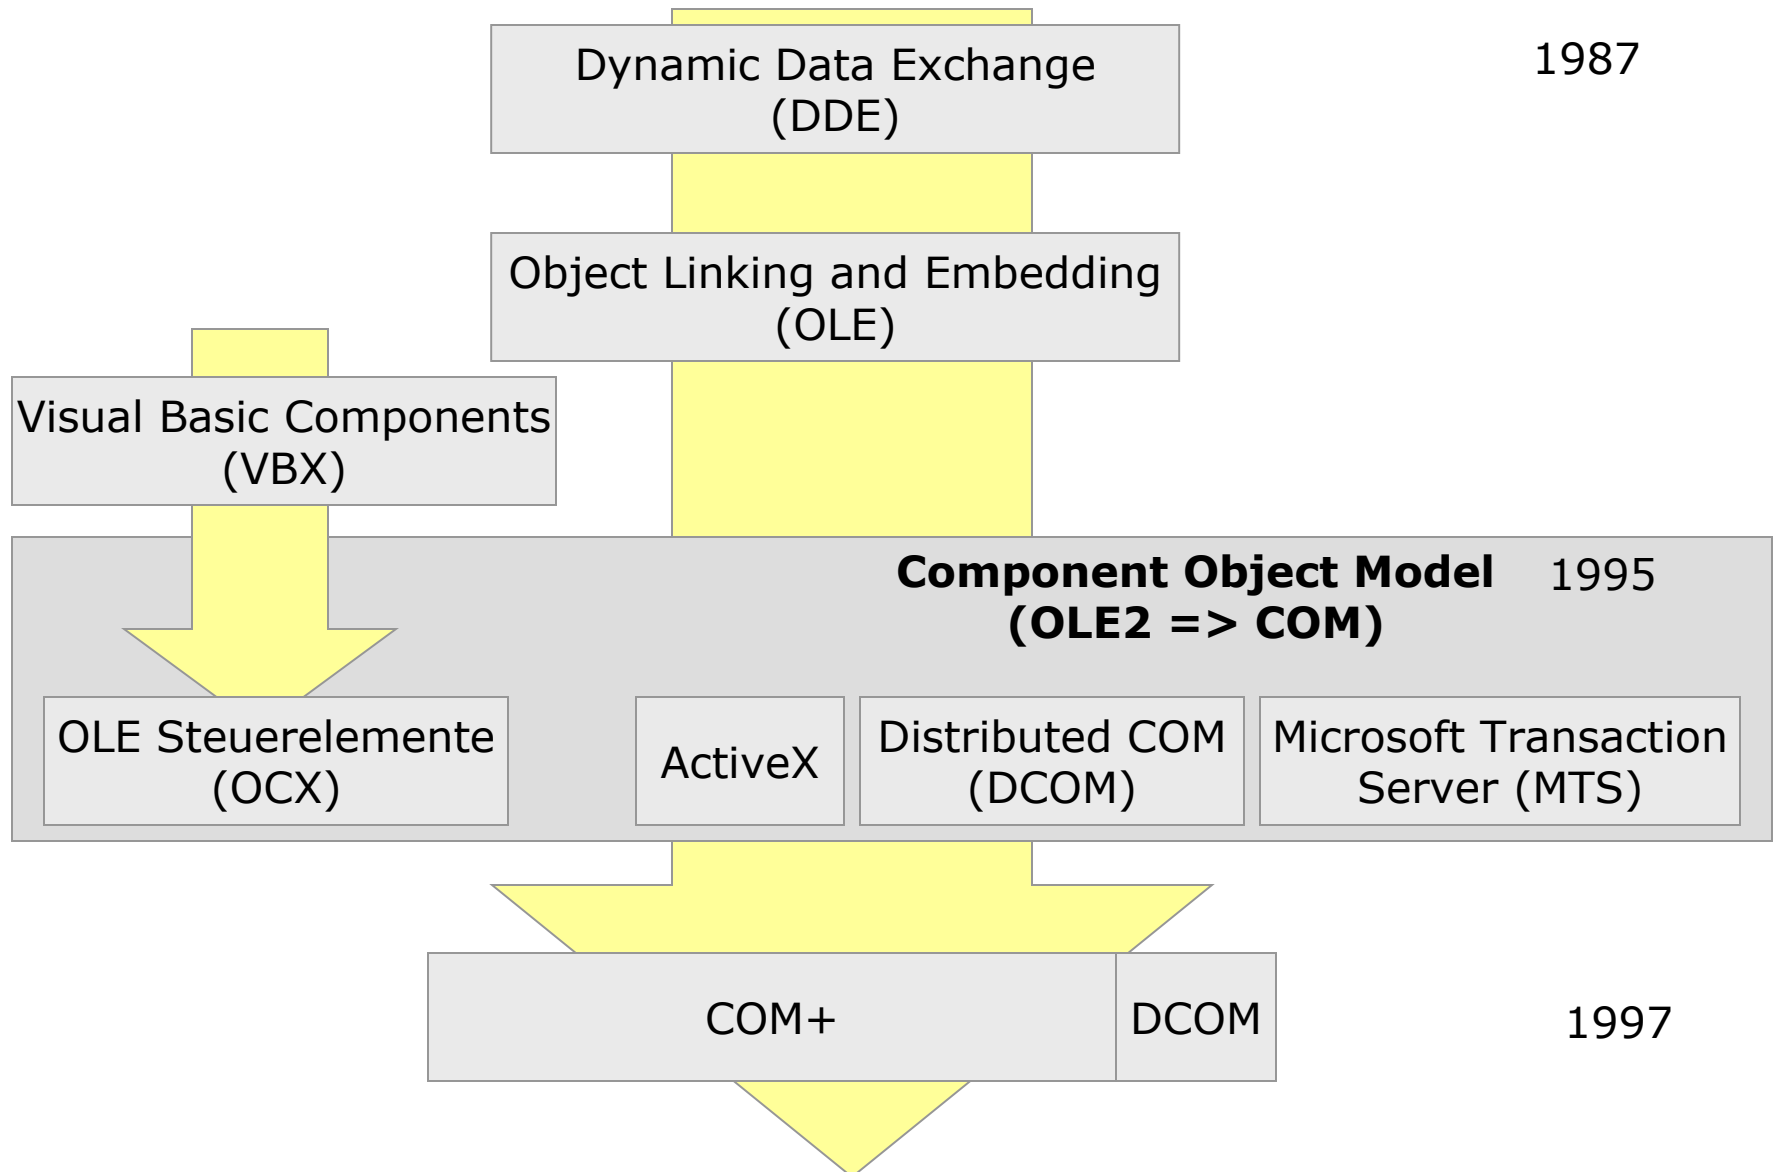 Dynamic Data Exchange
(DDE)
1987
Object Linking and Embedding
(OLE)
Visual Basic Components
(VBX)
Component Object Model
(OLE2 => COM)
1995
OLE Steuerelemente
(OCX)
ActiveX
Distributed COM
(DCOM)
Microsoft Transaction
Server (MTS)
COM+
DCOM
1997